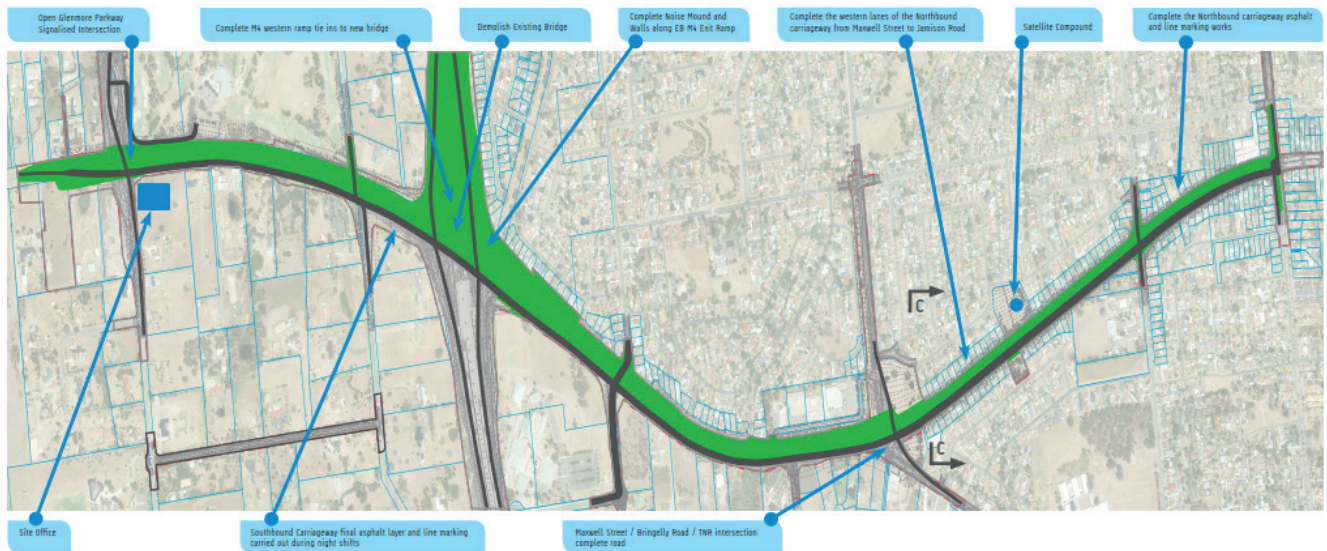 Open Glenmore Parkway
Signalised Intersection
Complete M4 western ramp tie ins to new bridge
Demolish Existing Bridge
Complete Noise Mound and
Walls along EB M4 Exit Ramp
Complete the western lanes of the Northbound
carriageway from Maxwell Street to Jamison Road
Satellite Compound
Complete the Northbound carriageway asphalt
and line marking works
C
C
Site Office
Southbound Carriageway final asphalt layer and line marking
carried out during night shifts
Maxwell Street / Bringelly Road / TNR intersection
complete road